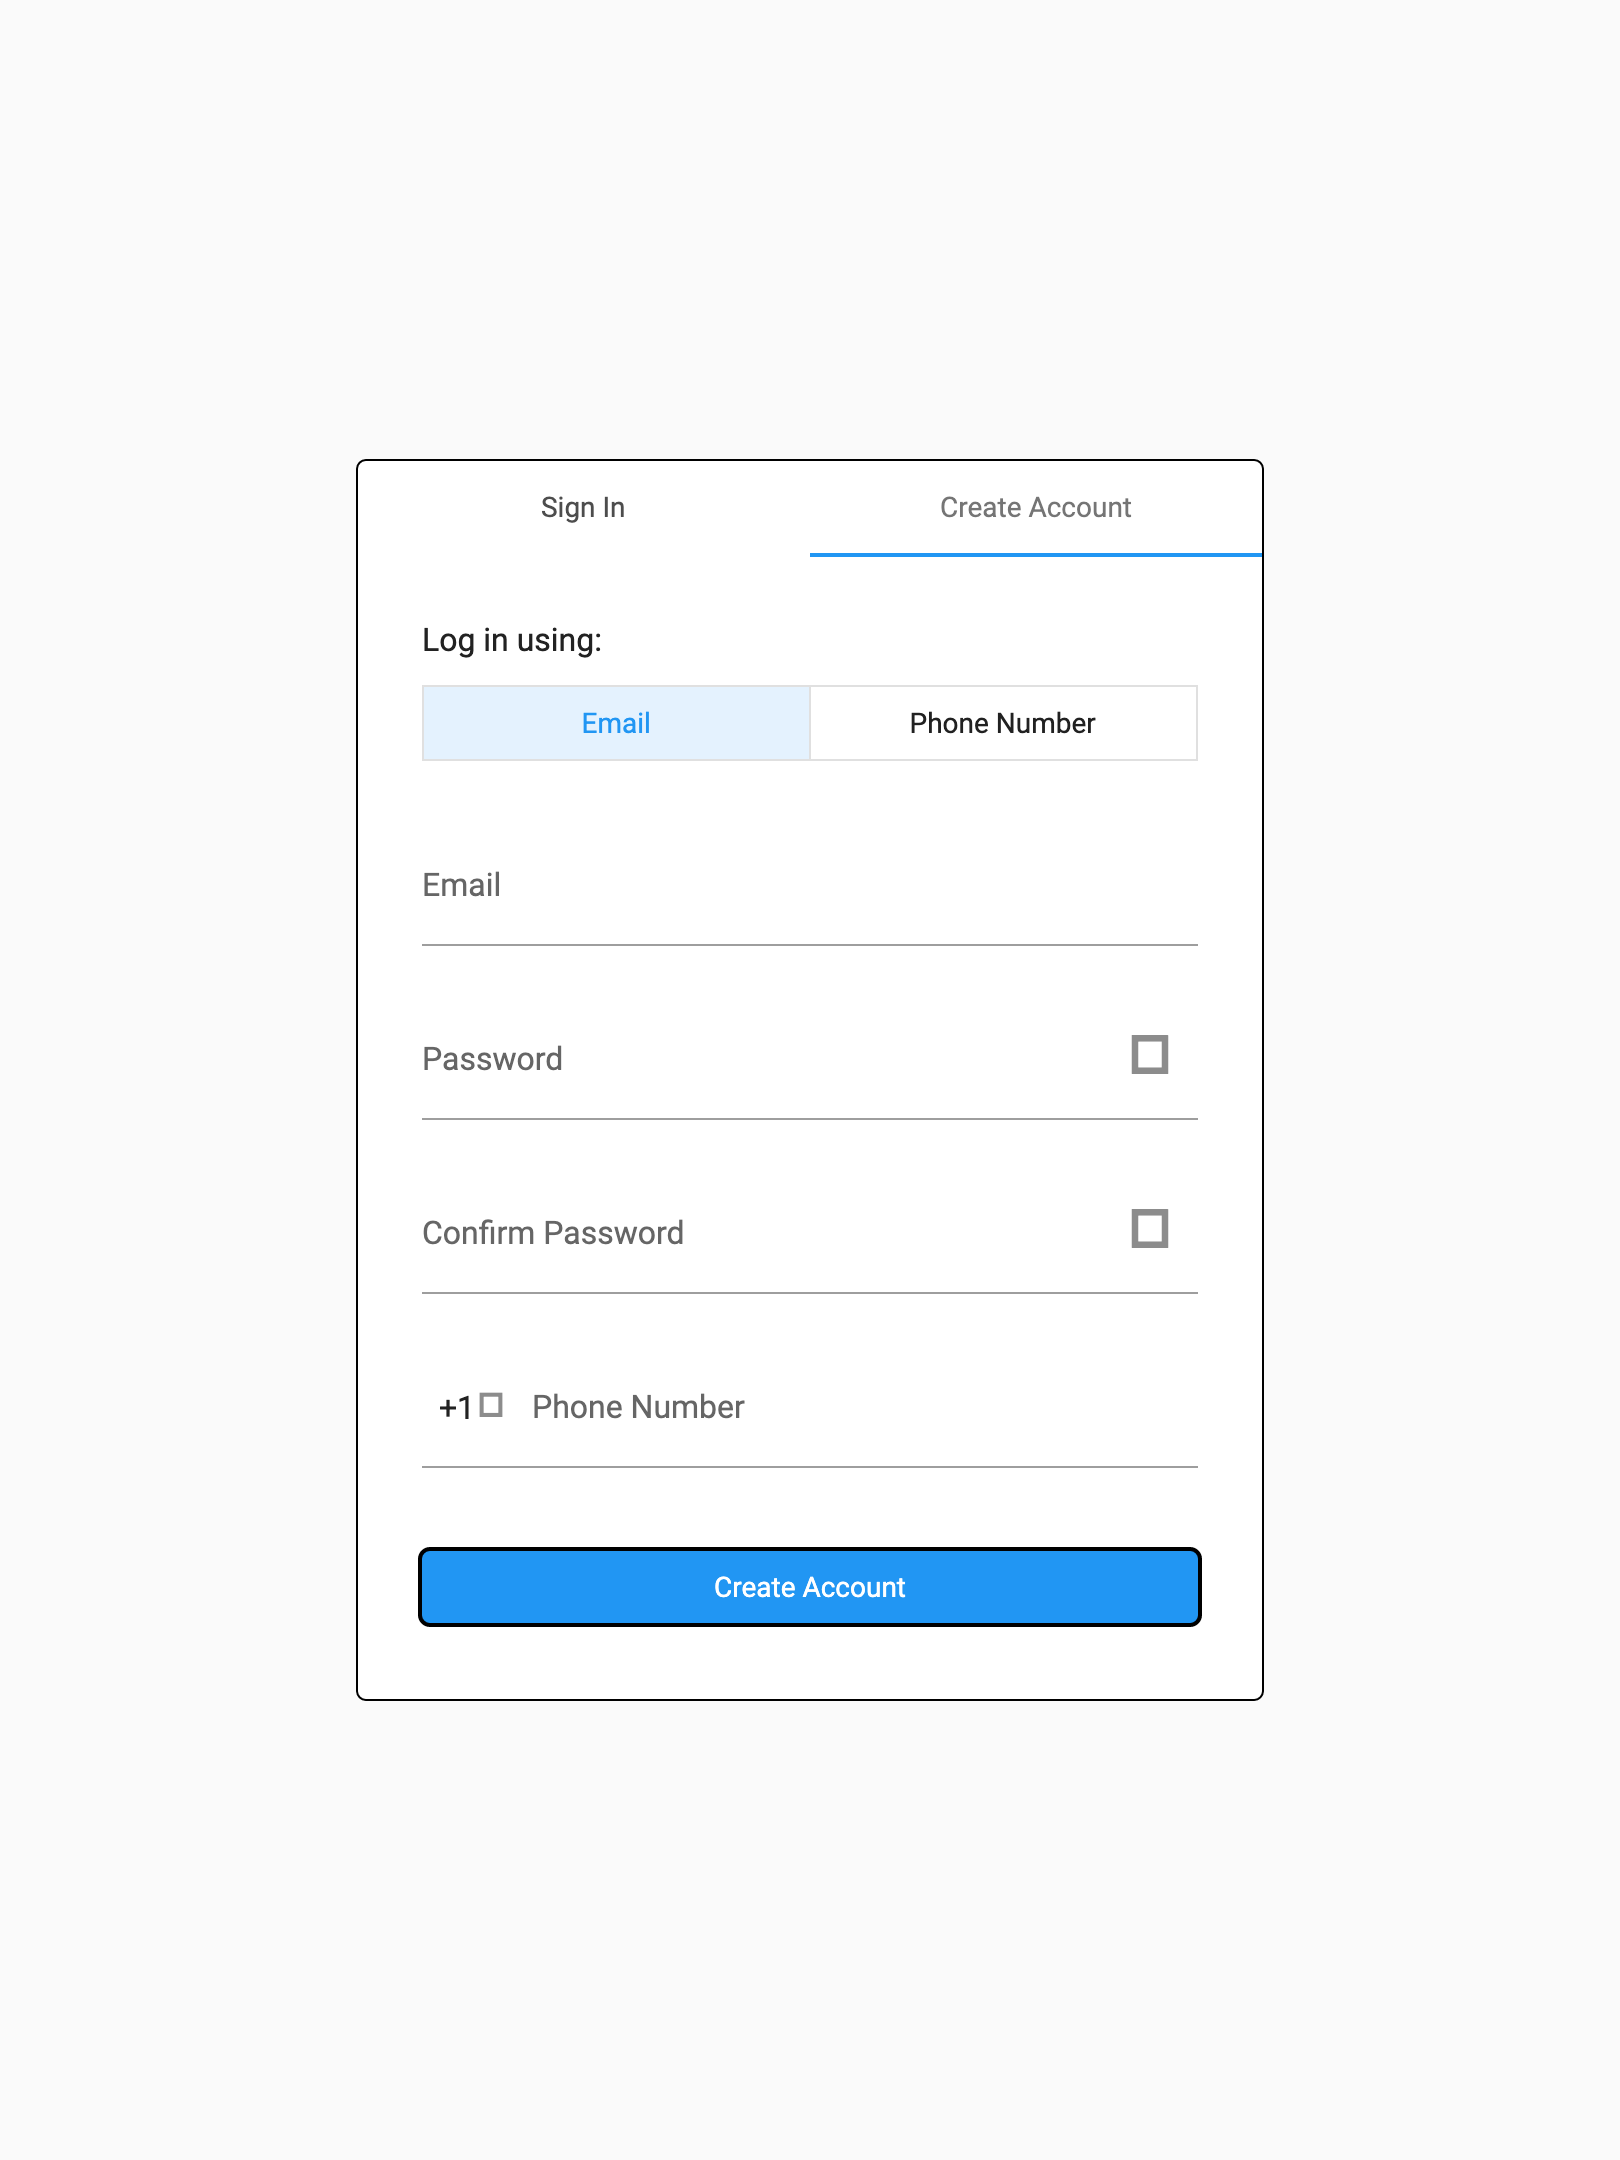 Sign In
Create Account
Log in using:
Email
Phone Number
Email
Password
Confirm Password
+1
Phone Number
Create Account